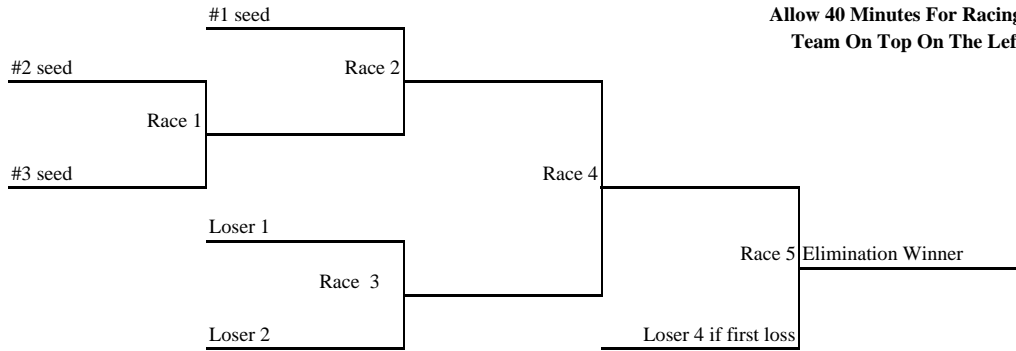 #1 seed
Allow 40 Minutes For Racing
Team On Top On The Lef
#2 seed
Race 2
Race 1
#3 seed
Race 4
Loser 1
Race 5 Elimination Winner
Race 3
Loser 2
Loser 4 if first loss